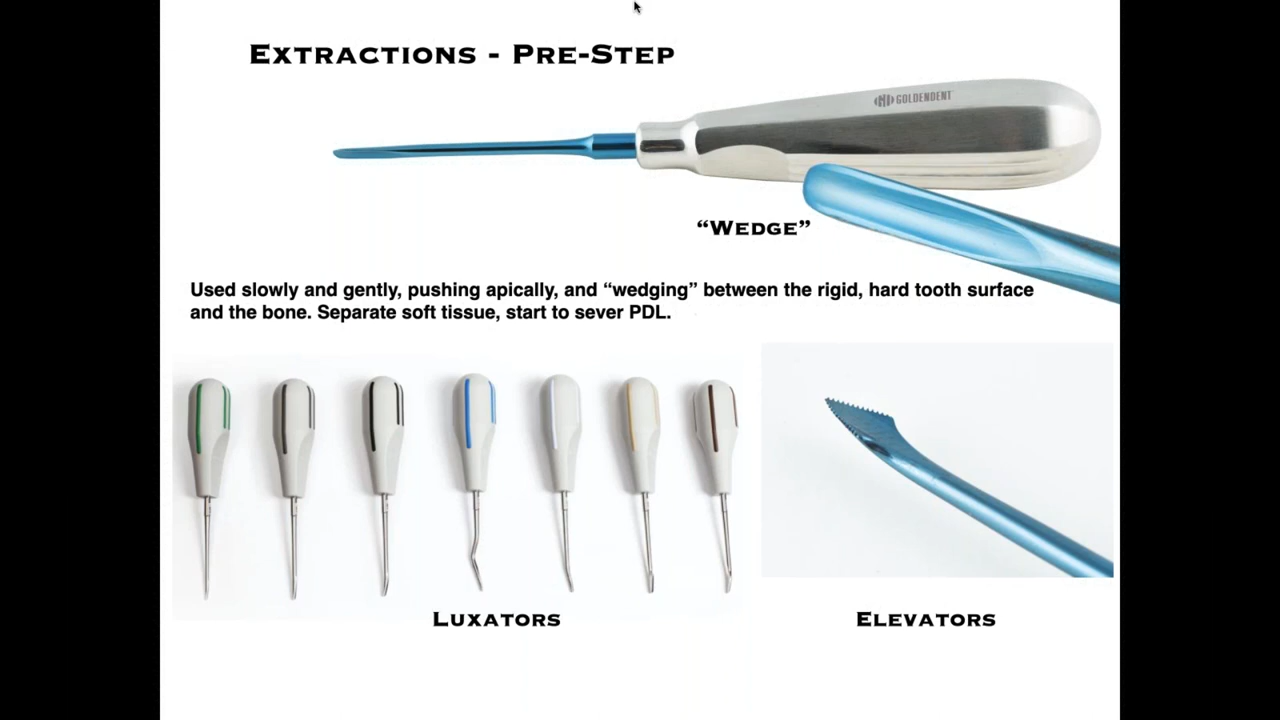 Extractions - Pre-Step
GOLDENDENT
“Wedge”
Used slowly and gently, pushing apically, and “wedging” between the rigid, hard tooth surface
and the bone. Separate soft tissue, start to sever PDL.
Luxators
Elevators